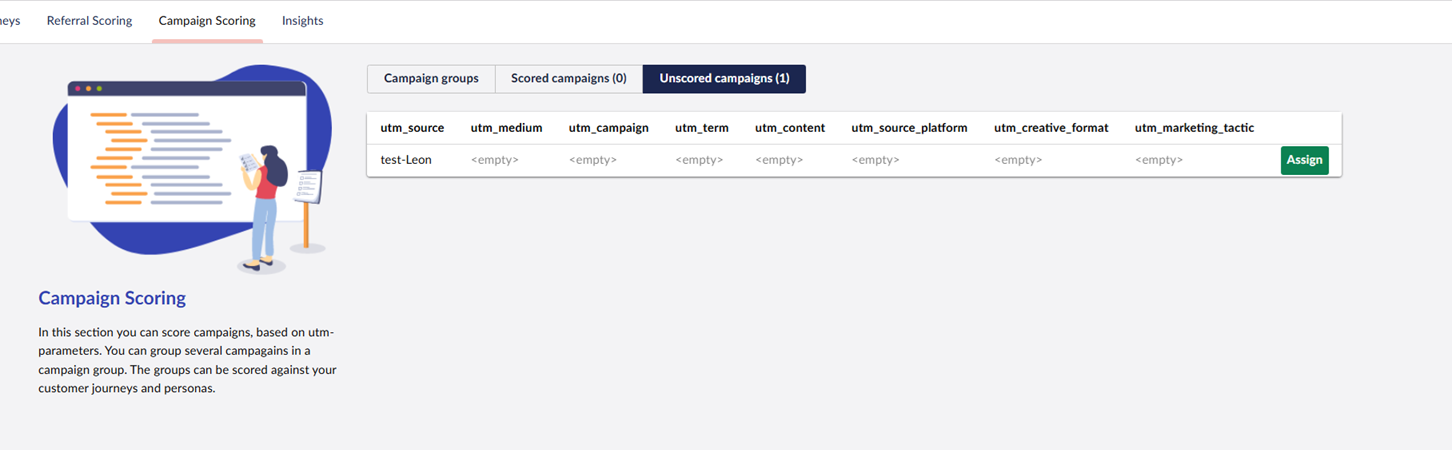 neys Referral Scoring Campaign Scoring Insights
Campaign groups Scored campaigns (0) Unscored campaigns (1)
utm_source utm_medium utm_campaign utm_term utm_content utm_source_platform utm_creative_format utm_marketing_tactic
test-Leon <empty> <empty> <empty> <empty> <empty> <empty> <empty> Assign
Campaign Scoring
In this section you can score campaigns, based on utm-
parameters. You can group several campagains in a
campaign group. The groups can be scored against your
customer journeys and personas.